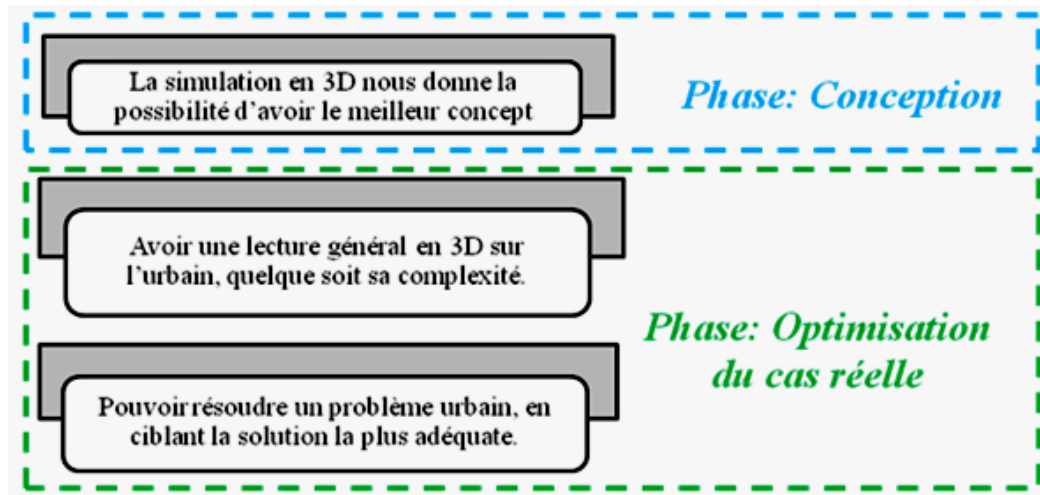 La simulation en 3D nous donne la
possibilité d'avoir le meilleur concept
Phase: Conception
Avoir une lecture général en 3D sur
l'urbain, quelque soit sa complexité.
Phase: Optimisation
du cas réelle
Pouvoir résoudre un problème urbain, en
ciblant la solution la plus adéquate.